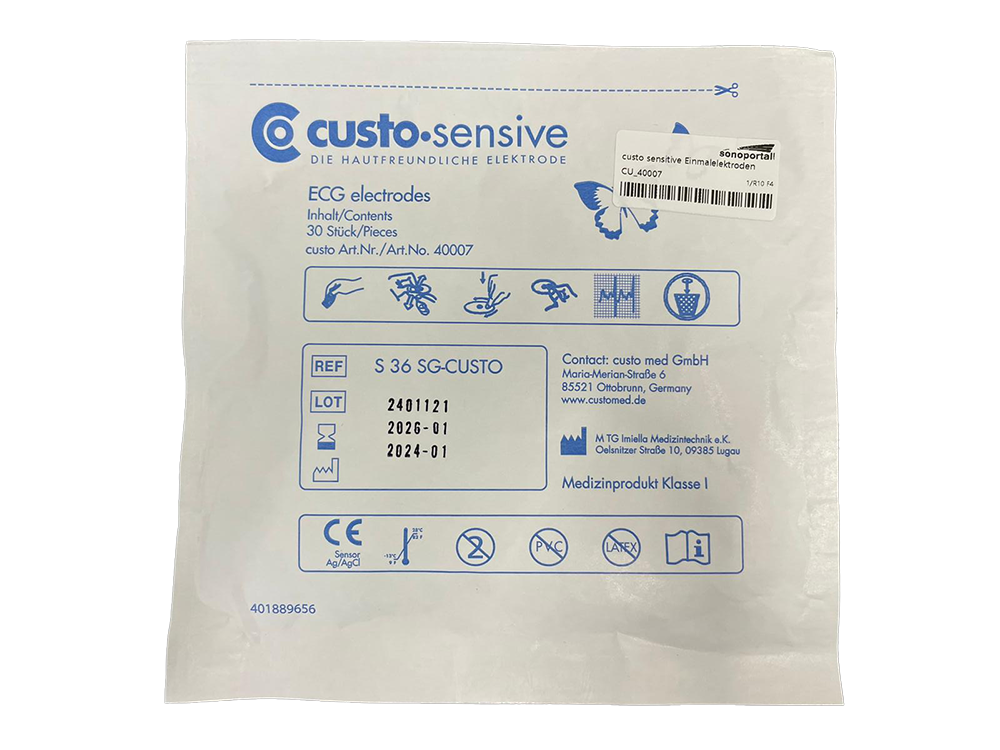 custo•sensive
DIE HAUTFREUNDLICHE ELEKTRODE
sonoportal!
custo sensitive Einmalelektroden
CU_40007
1/R10 F4
ECG electrodes
Inhalt/Contents
30 Stück/Pieces
custo Art.Nr./Art.No. 40007
REF S 36 SG-CUSTO
LOT 2401121
2026-01
2024-01
Contact: custo med GmbH
Maria-Merian-Straße 6
85521 Ottobrunn, Germany
www.customed.de
M TG Imiella Medizintechnik e.K.
Oelsnitzer Straße 10, 09385 Lugau
Medizinprodukt Klasse I
CE
Sensor
Ag/AgCl
2
PVC
LATEX
i
401889656